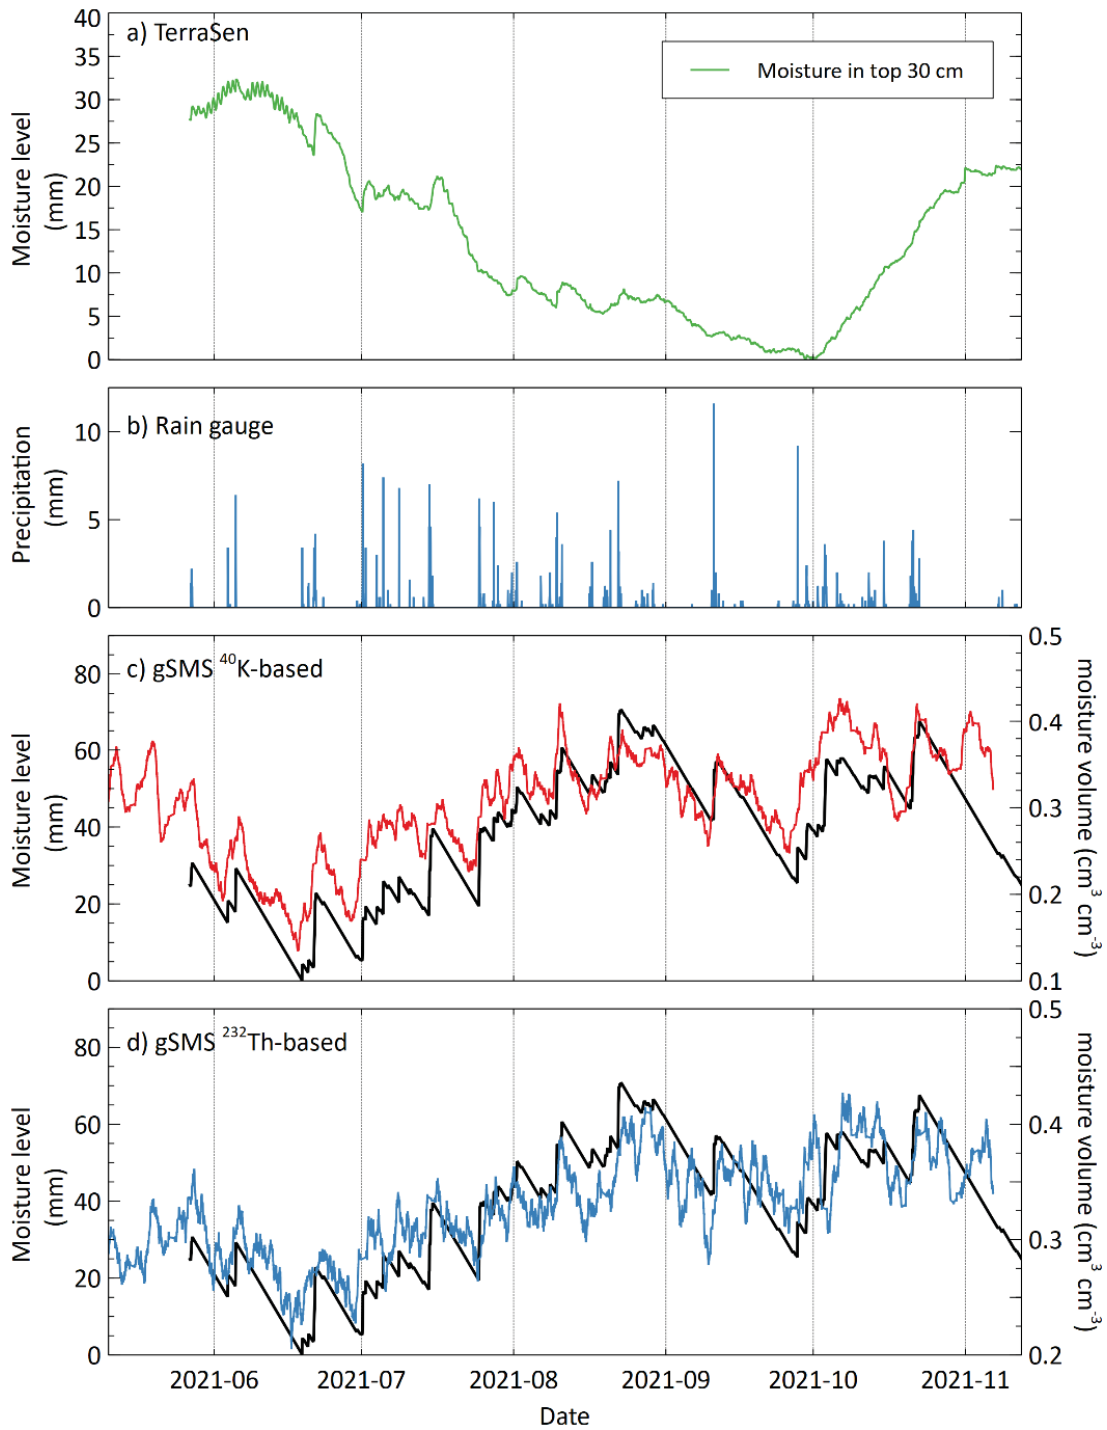 a) TerraSen
Moisture in top 30 cm
Moisture level
(mm)
40
35
30
25
20
15
10
5
0
b) Rain gauge
Precipitation
(mm)
10
5
0
c) gSMS ⁴⁰K-based
Moisture level
(mm)
80
60
40
20
0
0.5
0.4
0.3
0.2
0.1
moisture volume (cm³ cm⁻³)
d) gSMS ²³²Th-based
Moisture level
(mm)
80
60
40
20
0
0.5
0.4
0.3
0.2
moisture volume (cm³ cm⁻³)
2021-06 2021-07 2021-08 2021-09 2021-10 2021-11
Date